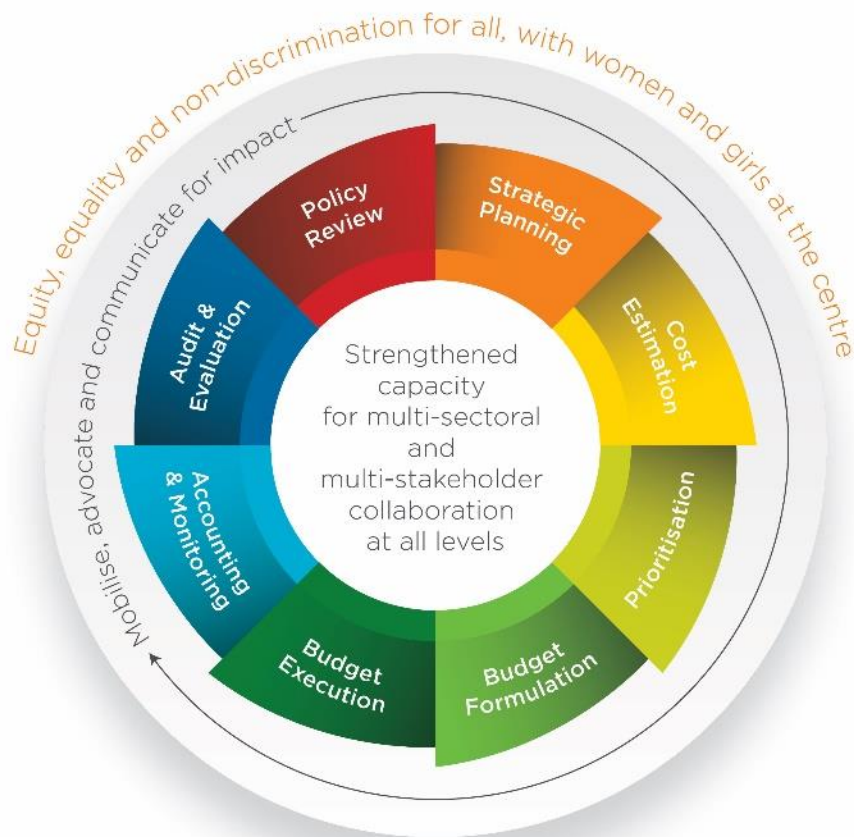 Equity, equality and non-discrimination for all, with women and girls at the centre
Mobilise, advocate and communicate for impact
Policy
Review
Strategic
Planning
Cost
Estimation
Prioritisation
Budget
Formulation
Budget
Execution
Accounting
& Monitoring
Audit &
Evaluation
Strengthened
capacity
for multi-sectoral
and
multi-stakeholder
collaboration
at all levels